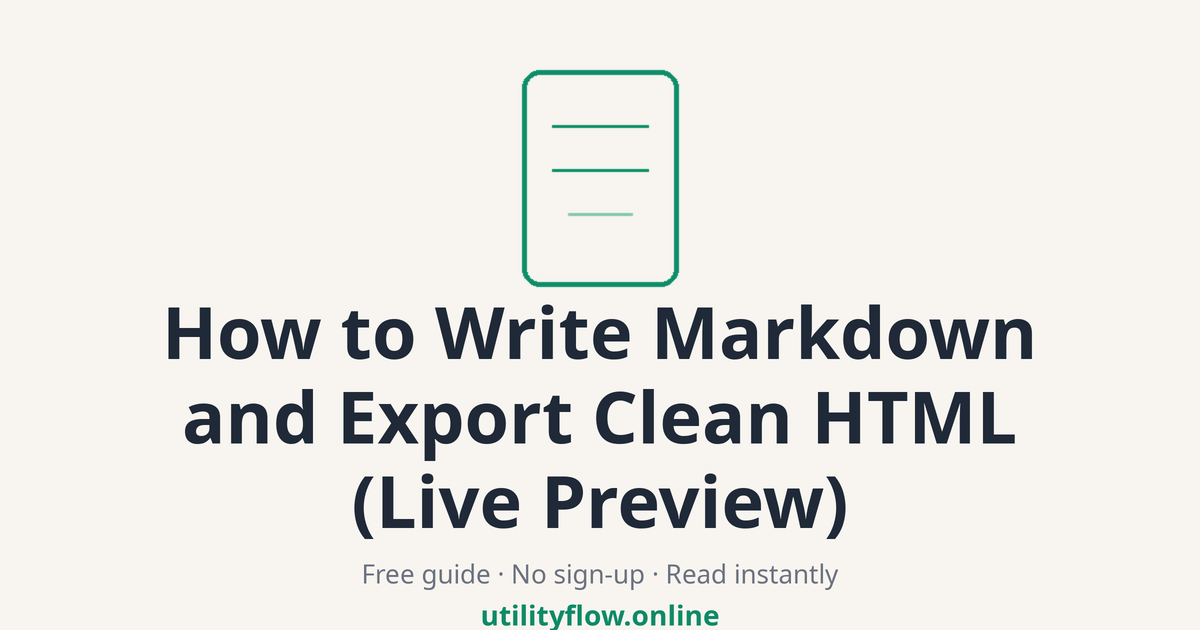 How to Write Markdown
and Export Clean HTML
(Live Preview)
Free guide · No sign-up · Read instantly
utilityflow.online